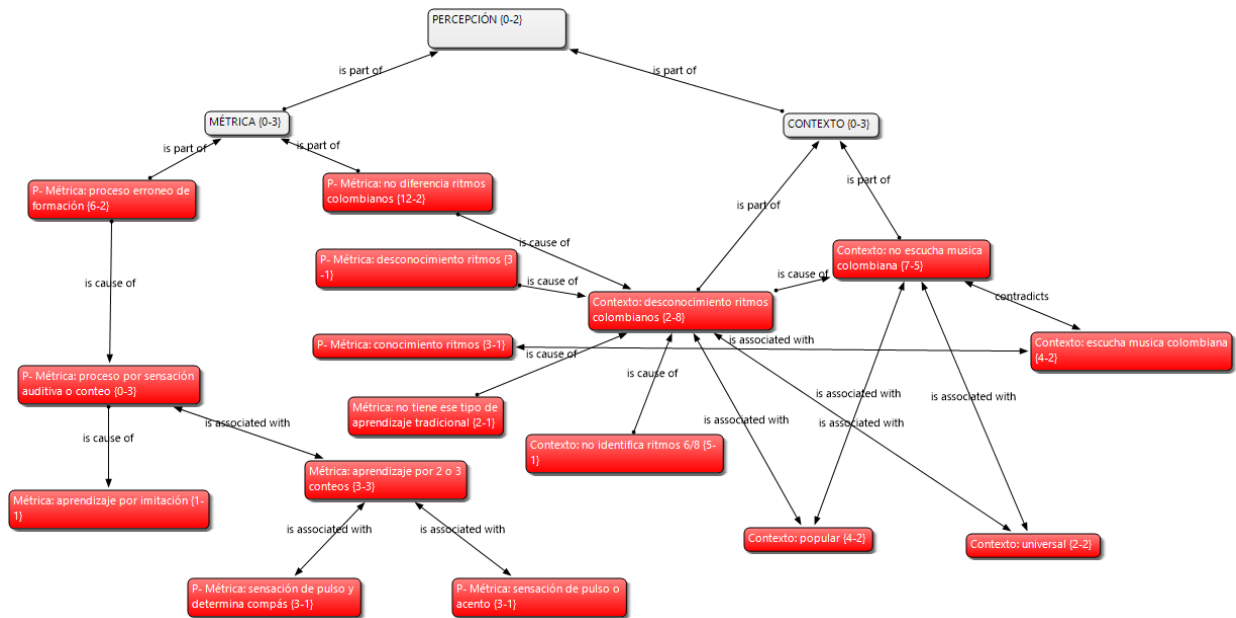 PERCEPCIÓN {0-2}
is part of
is part of
MÉTRICA {0-3}
CONTEXTO {0-3}
is part of
is part of
P- Métrica: proceso erroneo de
formación {6-2}
P- Métrica: no diferencia ritmos
colombianos {12-2}
is part of
is part of
is cause of
Contexto: no escucha musica
colombiana {7-5}
P- Métrica: desconocimiento ritmos {3
-1}
is cause of
is cause of
is cause of
Contexto: desconocimiento ritmos
colombianos {2-8}
contradicts
P- Métrica: conocimiento ritmos {3-1}
is cause of
is associated with
Contexto: escucha musica colombiana
{4-2}
P- Métrica: proceso por sensación
auditiva o conteo {0-3}
is cause of
is associated with
is associated with
Métrica: no tiene ese tipo de
aprendizaje tradicional {2-1}
is cause of
is associated with
is associated with
is associated with
Contexto: no identifica ritmos 6/8 {5-
1}
Métrica: aprendizaje por 2 o 3
conteos {3-3}
Métrica: aprendizaje por imitación {1-
1}
is associated with
is associated with
Contexto: popular {4-2}
Contexto: universal {2-2}
P- Métrica: sensación de pulso y
determina compás {3-1}
P- Métrica: sensación de pulso o
acento {3-1}